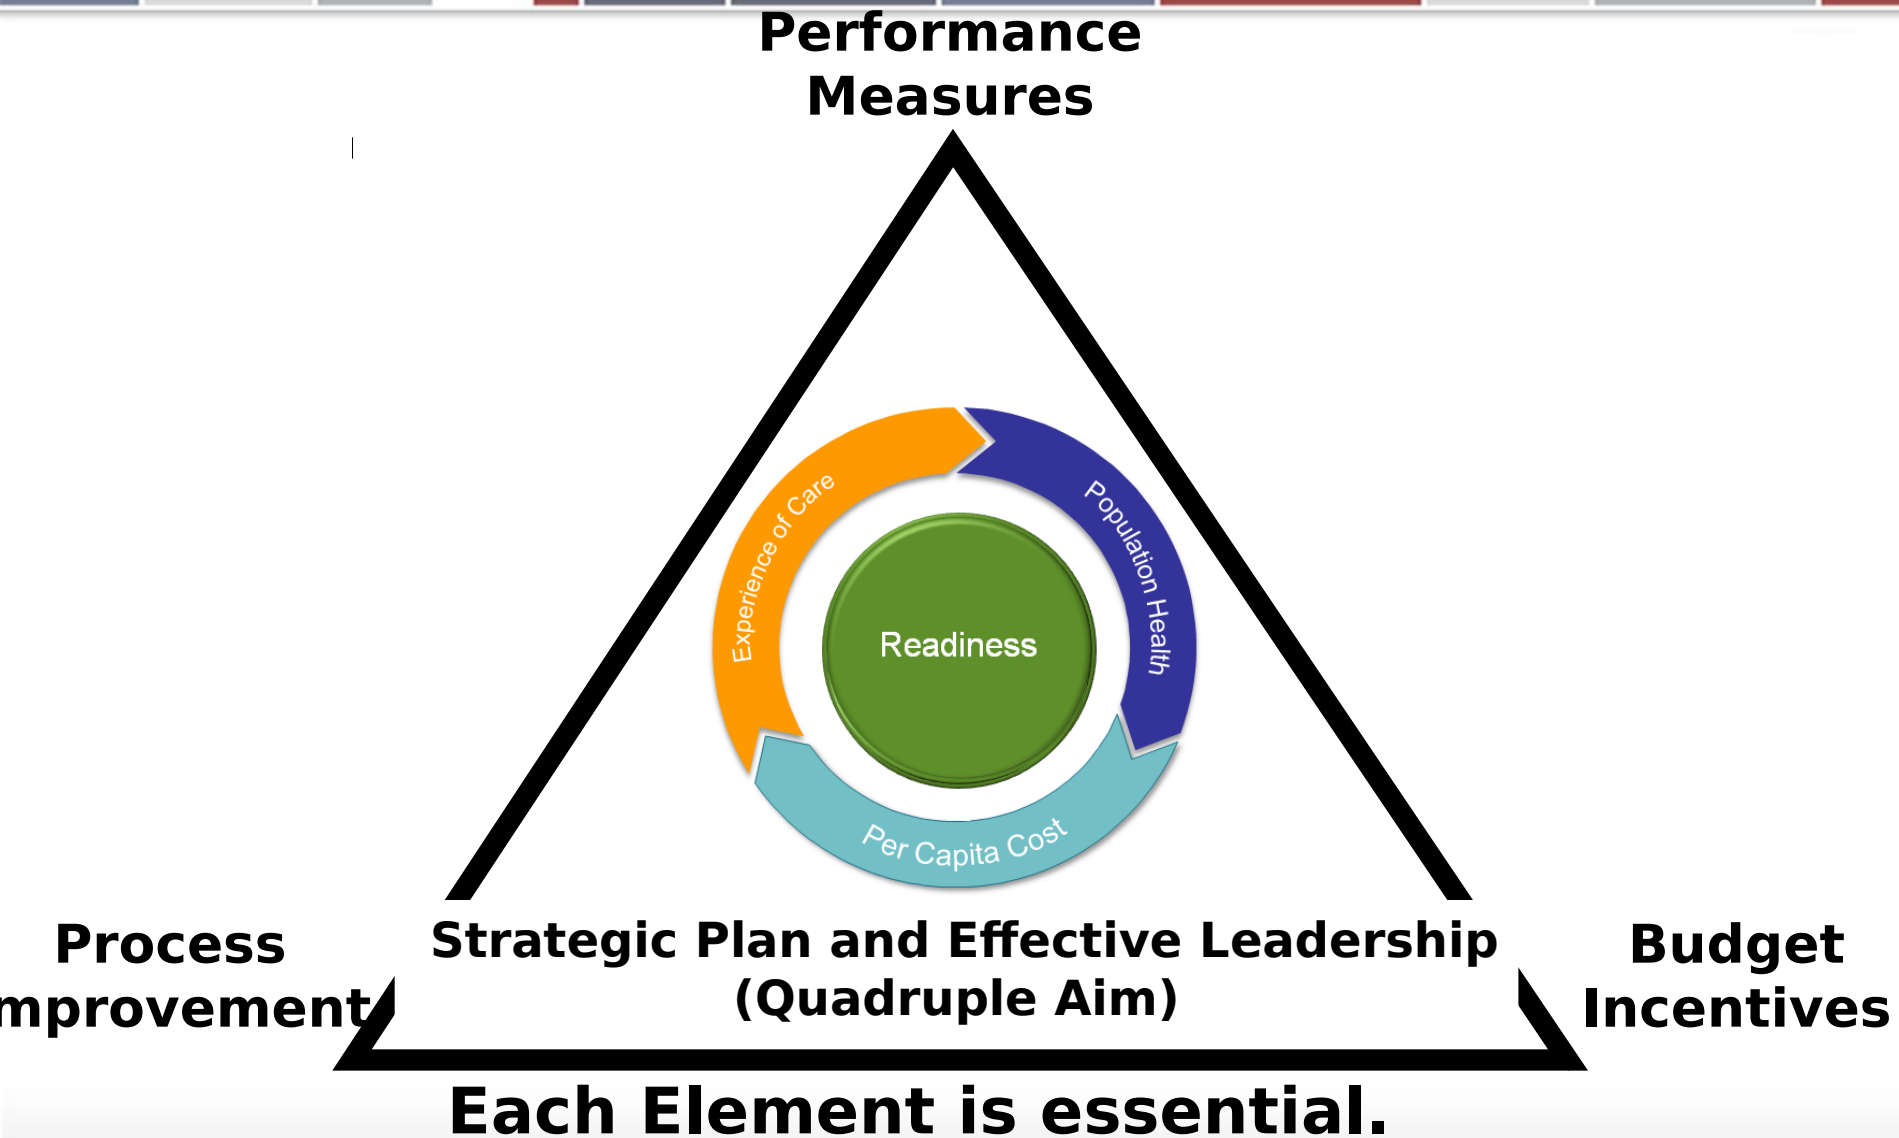 Performance
Measures
Experience of Care
Population Health
Readiness
Per Capita Cost
Process
mprovement
Strategic Plan and Effective Leadership
(Quadruple Aim)
Budget
Incentives
Each Element is essential.